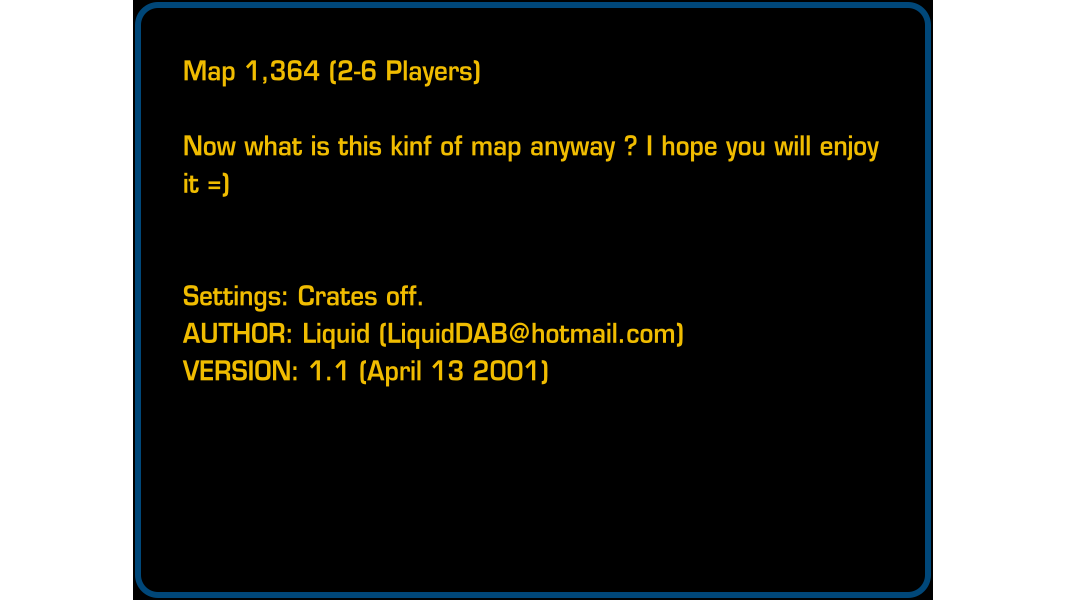 Map 1,364 (2-6 Players)
Now what is this kinf of map anyway ? I hope you will enjoy
it =)
Settings: Crates off.
AUTHOR: Liquid (LiquidDAB@hotmail.com)
VERSION: 1.1 (April 13 2001)